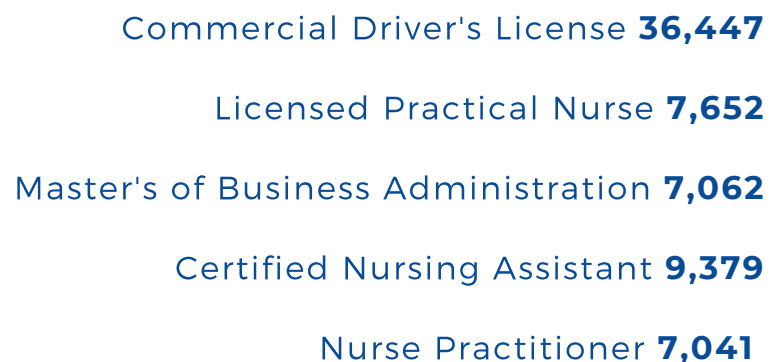 Commercial Driver's License 36,447
Licensed Practical Nurse 7,652
Master's of Business Administration 7,062
Certified Nursing Assistant 9,379
Nurse Practitioner 7,041